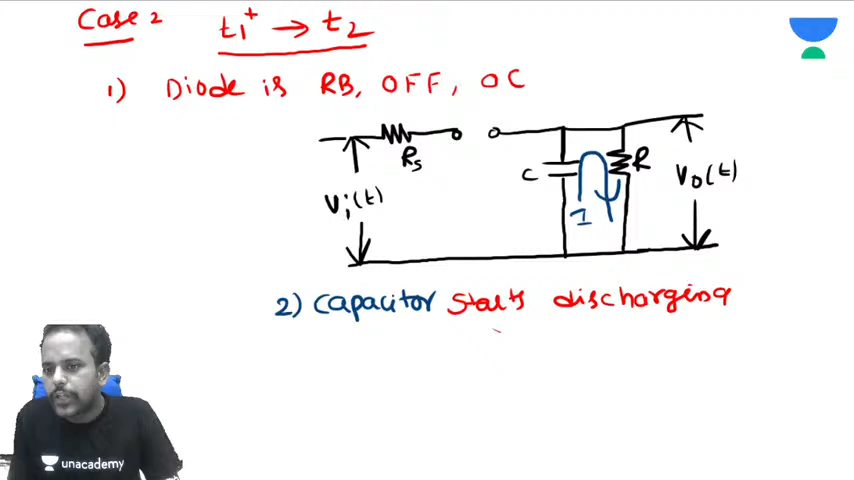 Case 2 t1+ → t2
1) Diode is RB, OFF, OC
Rs
C R
Vi(t) Vo(t)
I
2) Capacitor starts discharging
unacademy